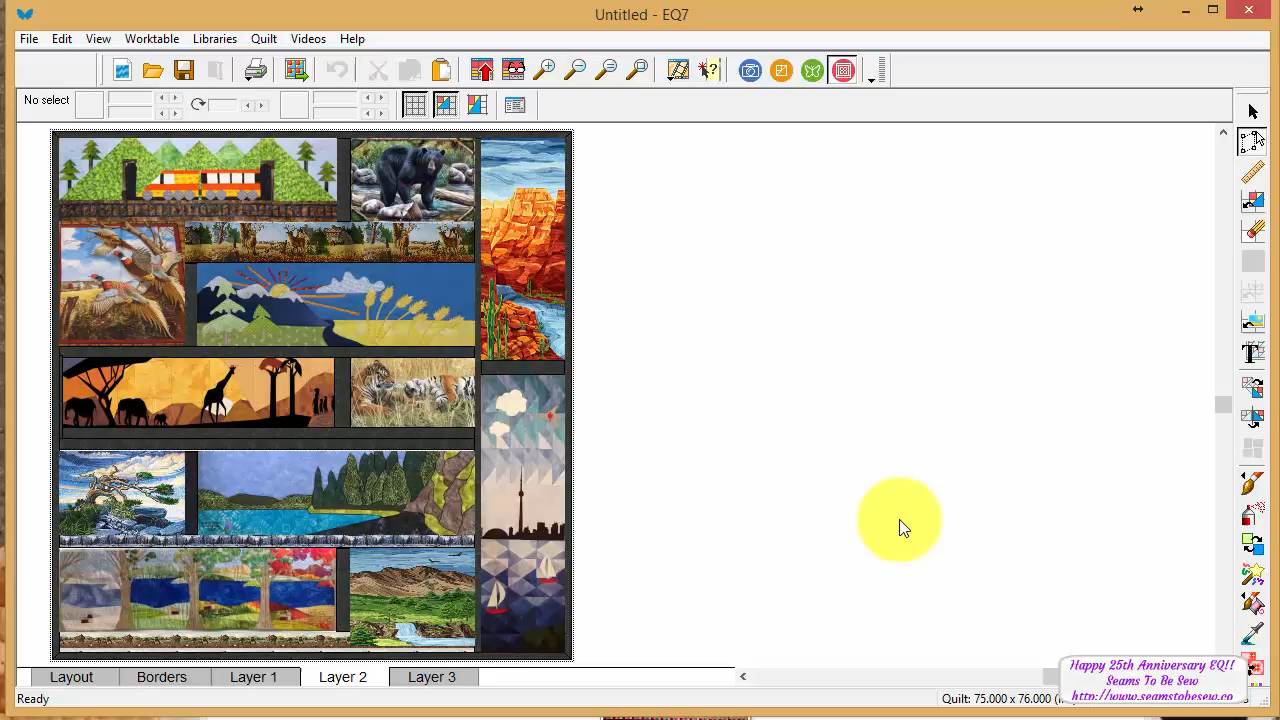 Untitled - EQ7
File Edit View Worktable Libraries Quilt Videos Help
No select
Layout Borders Layer 1 Layer 2 Layer 3
Happy 25th Anniversary EQ!!
Seams To Be Sew
http://www.seamstobesew.co
Ready
Quilt: 75.000 x 76.000